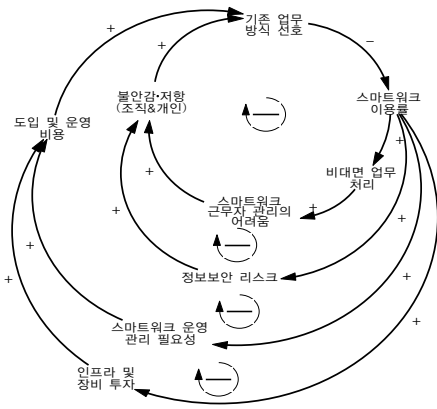 기존 업무
방식 선호
+
+
−
불안감·저항
(조직&개인)
스마트워크
이용률
도입 및 운영
비용
+
비대면 업무
처리
+
스마트워크
근무자 관리의
어려움
+
+
+
+
정보보안 리스크
+
+
스마트워크 운영
관리 필요성
+
인프라 및
장비 투자